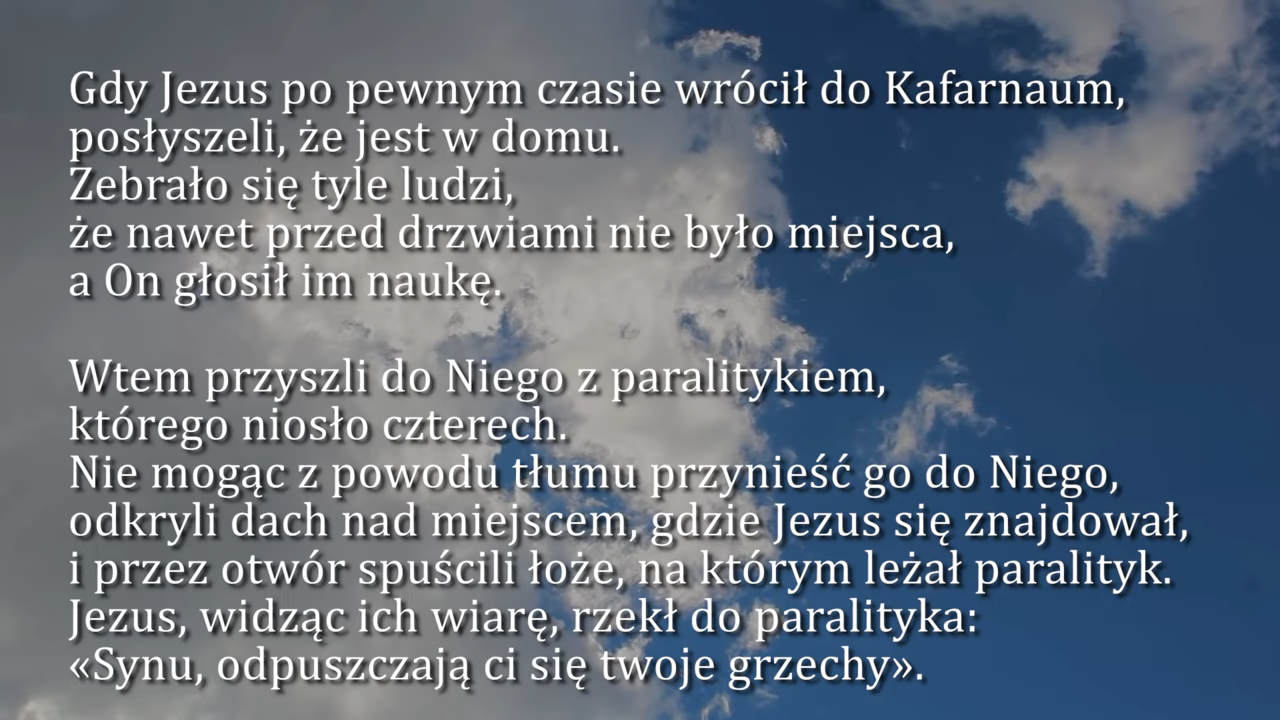 Gdy Jezus po pewnym czasie wrócił do Kafarnaum,
posłyszeli, że jest w domu.
Zebrało się tyle ludzi,
że nawet przed drzwiami nie było miejsca,
a On głosił im naukę.
Wtem przyszli do Niego z paralitykiem,
którego niosło czterech.
Nie mogąc z powodu tłumu przynieść go do Niego,
odkryli dach nad miejscem, gdzie Jezus się znajdował,
i przez otwór spuścili łoże, na którym leżał paralityk.
Jezus, widząc ich wiarę, rzekł do paralityka:
«Synu, odpuszczają ci się twoje grzechy».